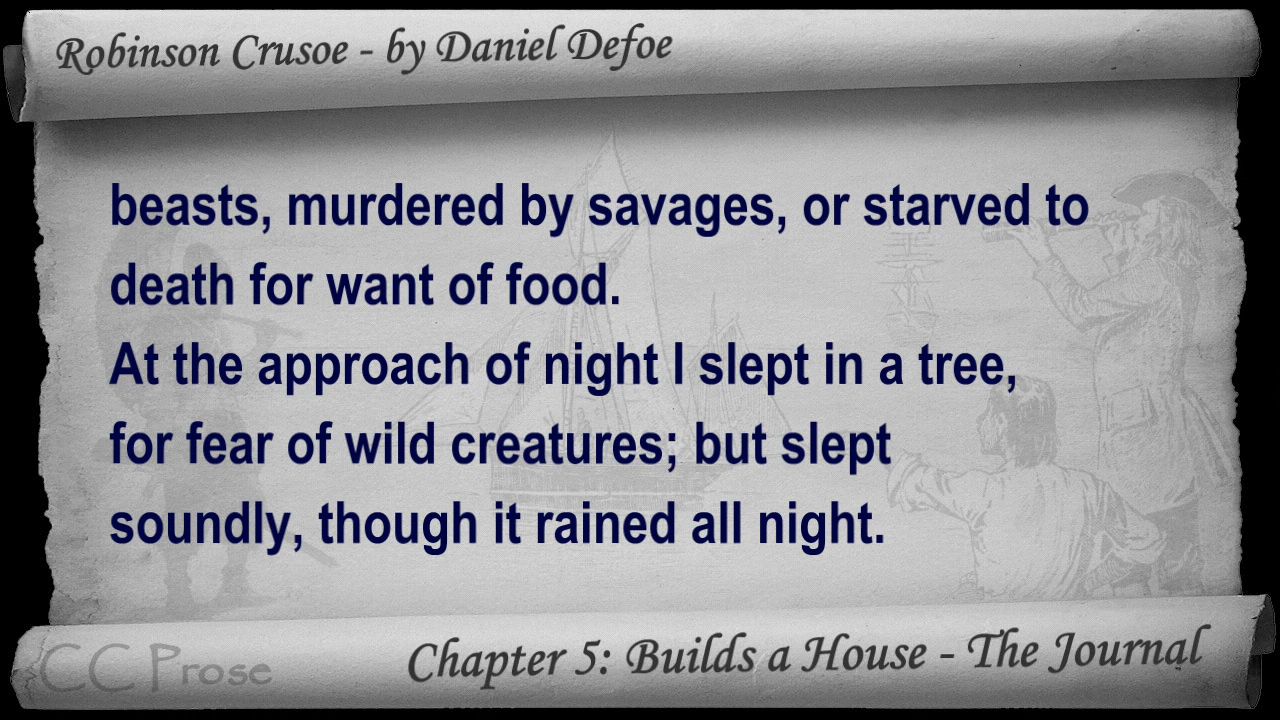 Robinson Crusoe - by Daniel Defoe
beasts, murdered by savages, or starved to
death for want of food.
At the approach of night I slept in a tree,
for fear of wild creatures; but slept
soundly, though it rained all night.
CC Prose
Chapter 5: Builds a House - The Journal